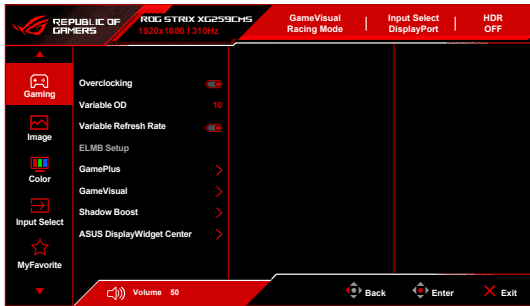 REPUBLIC OF
GAMERS
ROG STRIX XG259CMS
1920x1080 | 310Hz
GameVisual
Racing Mode
Input Select
DisplayPort
HDR
OFF
Gaming
Image
Color
Input Select
MyFavorite
Overclocking
Variable OD 10
Variable Refresh Rate
ELMB Setup
GamePlus
GameVisual
Shadow Boost
ASUS DisplayWidget Center
Volume 50
Back
Enter
Exit